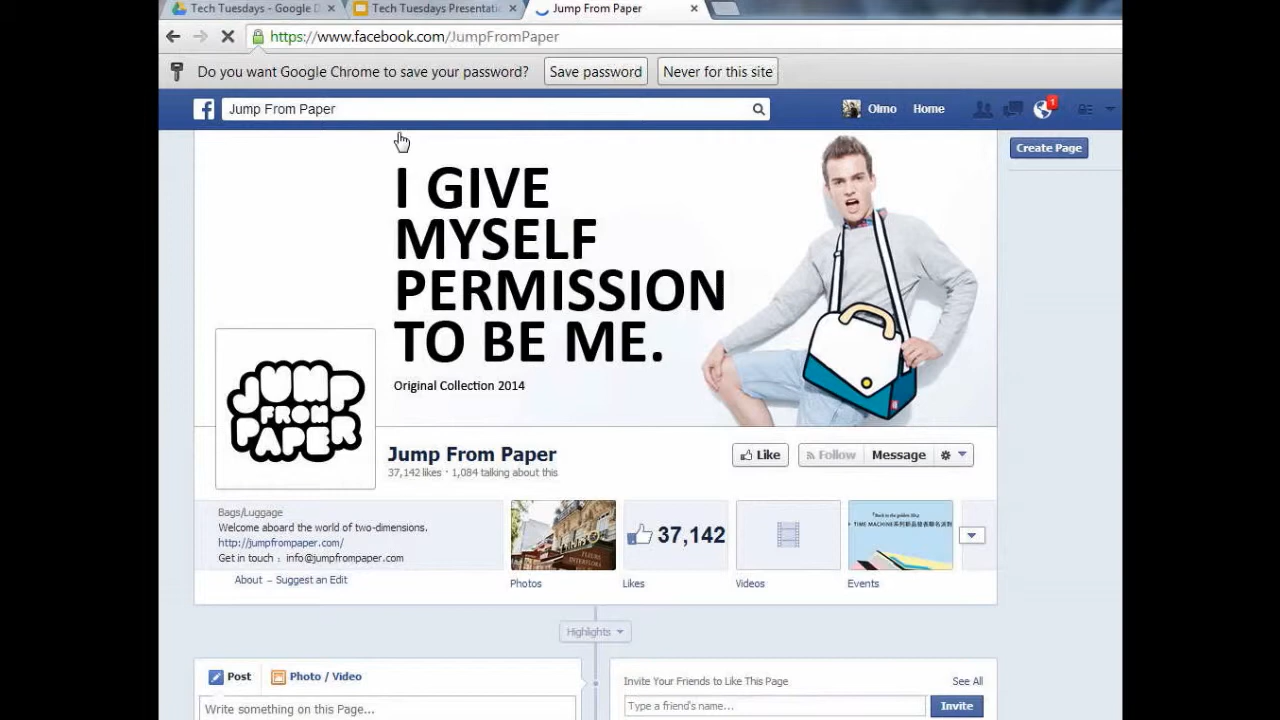 Tech Tuesdays - Google D
Tech Tuesdays Presentati
Jump From Paper
https://www.facebook.com/JumpFromPaper
Do you want Google Chrome to save your password?
Save password
Never for this site
Jump From Paper
Olmo
Home
1
Create Page
I GIVE
MYSELF
PERMISSION
TO BE ME.
Original Collection 2014
JUMP
FROM
PAPER
Jump From Paper
37,142 likes · 1,084 talking about this
Like
Follow
Message
Bags/Luggage
Welcome aboard the world of two-dimensions.
http://jumpfrompaper.com/
Get in touch : info@jumpfrompaper.com
About – Suggest an Edit
Photos
37,142
Likes
Videos
Events
Highlights
Post
Photo / Video
Write something on this Page...
Invite Your Friends to Like This Page
See All
Type a friend's name...
Invite